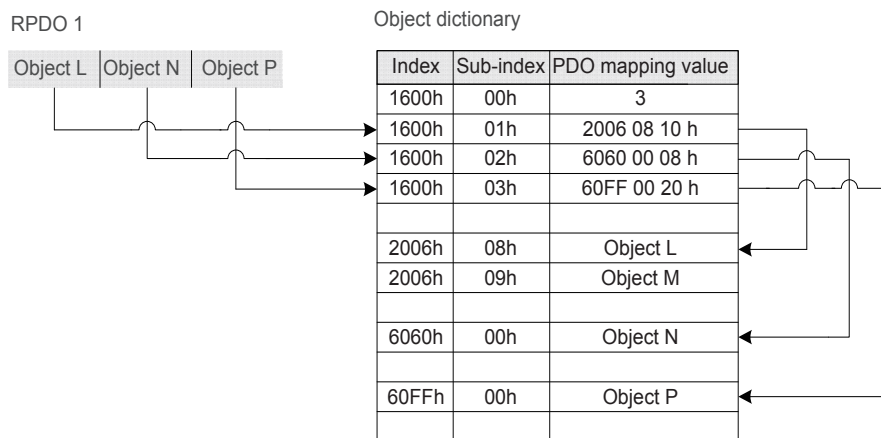 RPDO 1
Object dictionary
Object L Object N Object P
Index Sub-index PDO mapping value
1600h 00h 3
1600h 01h 2006 08 10 h
1600h 02h 6060 00 08 h
1600h 03h 60FF 00 20 h
2006h 08h Object L
2006h 09h Object M
6060h 00h Object N
60FFh 00h Object P